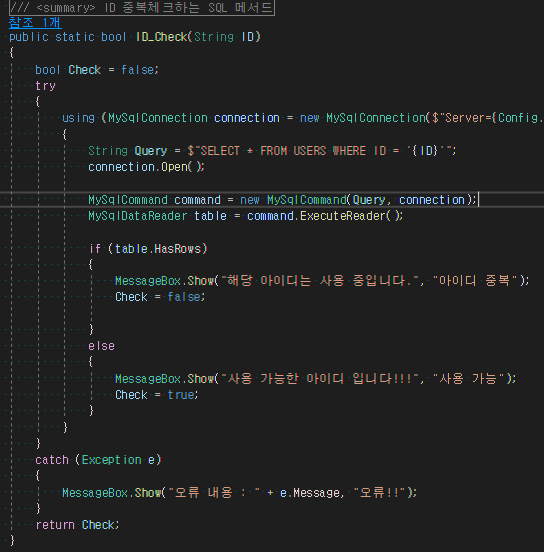 /// <summary> ID 중복체크하는 SQL 메서드
참조 1개
public static bool ID_Check(String ID)
{
    bool Check = false;
    try
    {
        using (MySqlConnection connection = new MySqlConnection($"Server={Config.
        {
            String Query = $"SELECT * FROM USERS WHERE ID = '{ID}'";
            connection.Open();

            MySqlCommand command = new MySqlCommand(Query, connection);
            MySqlDataReader table = command.ExecuteReader();

            if (table.HasRows)
            {
                MessageBox.Show("해당 아이디는 사용 중입니다.", "아이디 중복");
                Check = false;

            }
            else
            {
                MessageBox.Show("사용 가능한 아이디 입니다!!!", "사용 가능");
                Check = true;
            }
        }
    }
    catch (Exception e)
    {
        MessageBox.Show("오류 내용 : " + e.Message, "오류!!");
    }
    return Check;
}